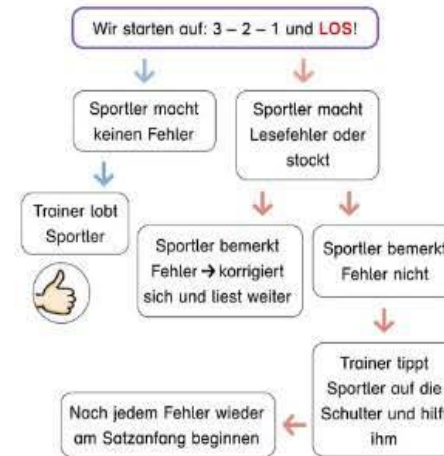 Wir starten auf: 3 – 2 – 1 und LOS!
Sportler macht
keinen Fehler
Sportler macht
Lesefehler oder
stockt
Trainer lobt
Sportler
Sportler bemerkt
Fehler → korrigiert
sich und liest weiter
Sportler bemerkt
Fehler nicht
Trainer tippt
Sportler auf die
Schulter und hilft
ihm
Nach jedem Fehler wieder
am Satzanfang beginnen